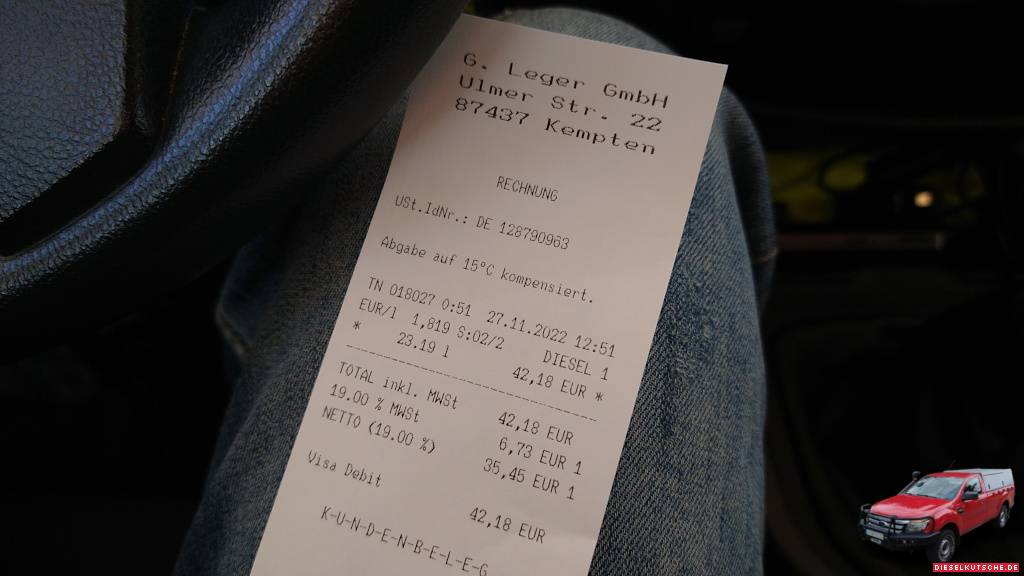 G. Leger GmbH
Ulmer Str. 22
87437 Kempten
RECHNUNG
USt.IdNr.: DE 128790963
Abgabe auf 15°C kompensiert.
TN 018027 0:51 27.11.2022 12:51
EUR/l 1,819 S:02/2 DIESEL 1
* 23.19 l 42,18 EUR *
TOTAL inkl. MWSt 42,18 EUR
19.00 % MWSt 6,73 EUR 1
NETTO (19.00 %) 35,45 EUR 1
Visa Debit 42,18 EUR
K-U-N-D-E-N-B-E-L-E-G
DIESELKUTSCHE.DE